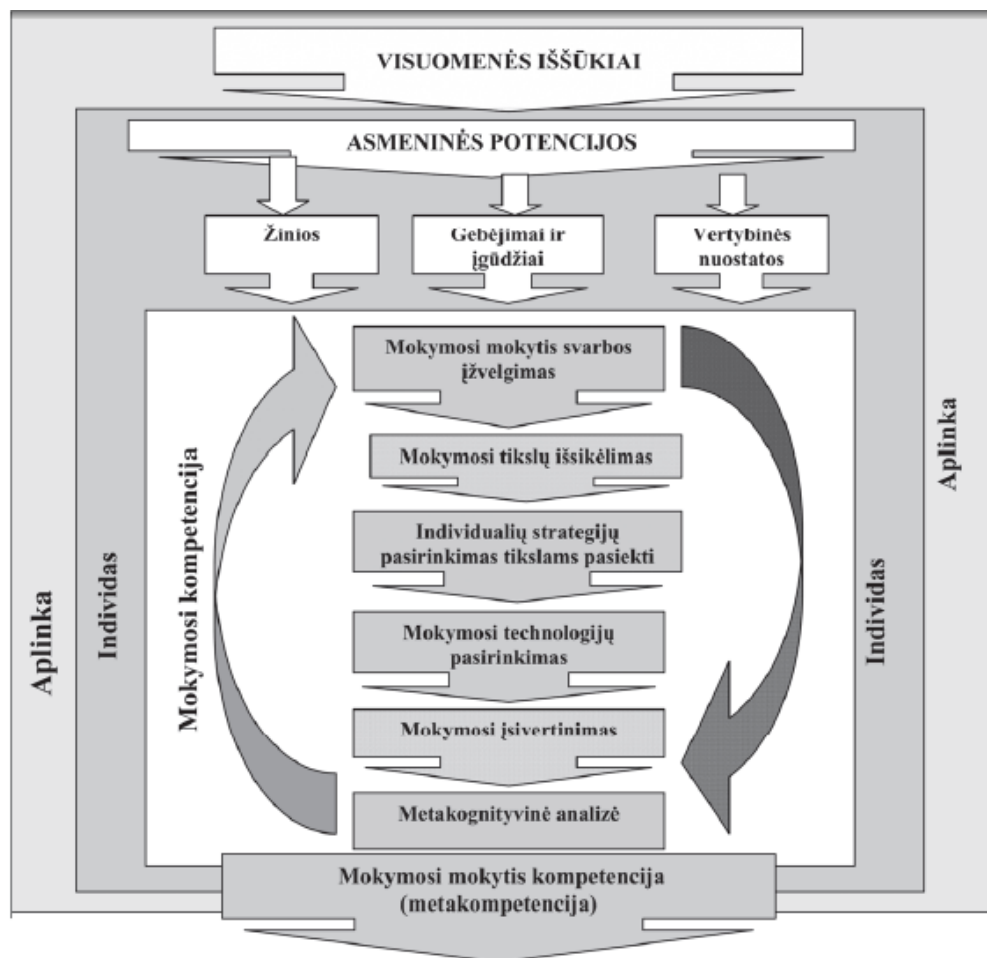 VISUOMENĖS IŠŠŪKIAI
ASMENINĖS POTENCIJOS
Žinios
Gebėjimai ir
įgūdžiai
Vertybinės
nuostatos
Mokymosi mokytis svarbos
įžvelgimas
Mokymosi tikslų išsikėlimas
Individualių strategijų
pasirinkimas tikslams pasiekti
Mokymosi technologijų
pasirinkimas
Mokymosi įsivertinimas
Metakognityvinė analizė
Mokymosi mokytis kompetencija
(metakompetencija)
Aplinka
Individas
Mokymosi kompetencija
Individas
Aplinka